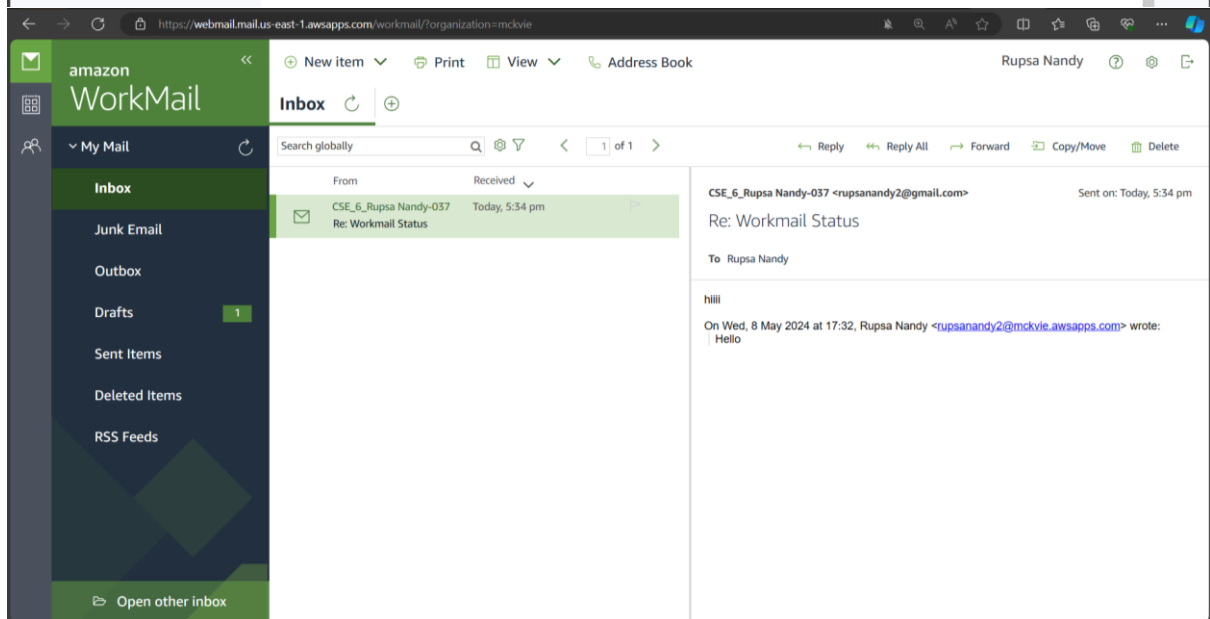 https://webmail.mail.us-east-1.awsapps.com/workmail/?organization=mckvie
amazon
WorkMail
New item Print View Address Book
Rupsa Nandy
Inbox
My Mail
Inbox
Junk Email
Outbox
Drafts 1
Sent Items
Deleted Items
RSS Feeds
Open other inbox
Search globally
1 of 1
Reply Reply All Forward Copy/Move Delete
From Received
CSE_6_Rupsa Nandy-037 Today, 5:34 pm
Re: Workmail Status
CSE_6_Rupsa Nandy-037 <rupsanandy2@gmail.com> Sent on: Today, 5:34 pm
Re: Workmail Status
To Rupsa Nandy
hiiii
On Wed, 8 May 2024 at 17:32, Rupsa Nandy <rupsanandy2@mckvie.awsapps.com> wrote:
Hello